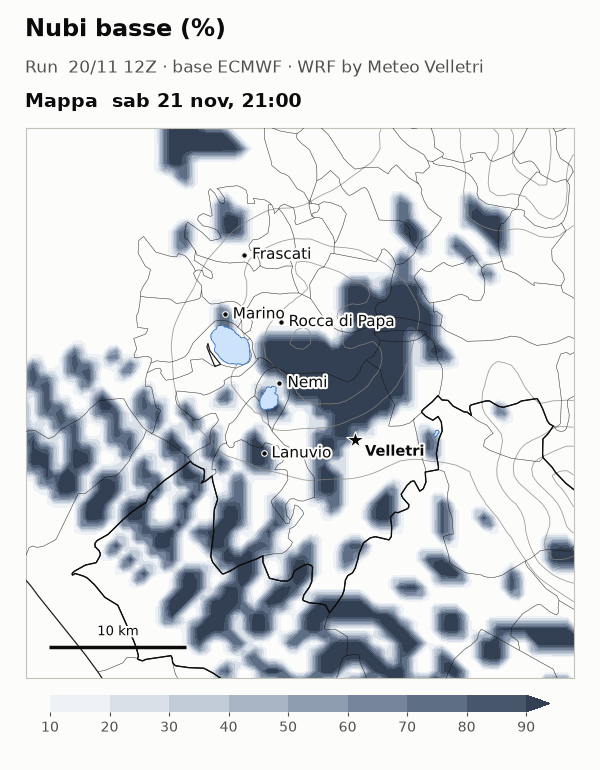 Nubi basse (%)
Run  20/11 12Z · base ECMWF · WRF by Meteo Velletri
Mappa  sab 21 nov, 21:00
Frascati
Marino
Rocca di Papa
Nemi
Velletri
Lanuvio
10 km
10 20 30 40 50 60 70 80 90